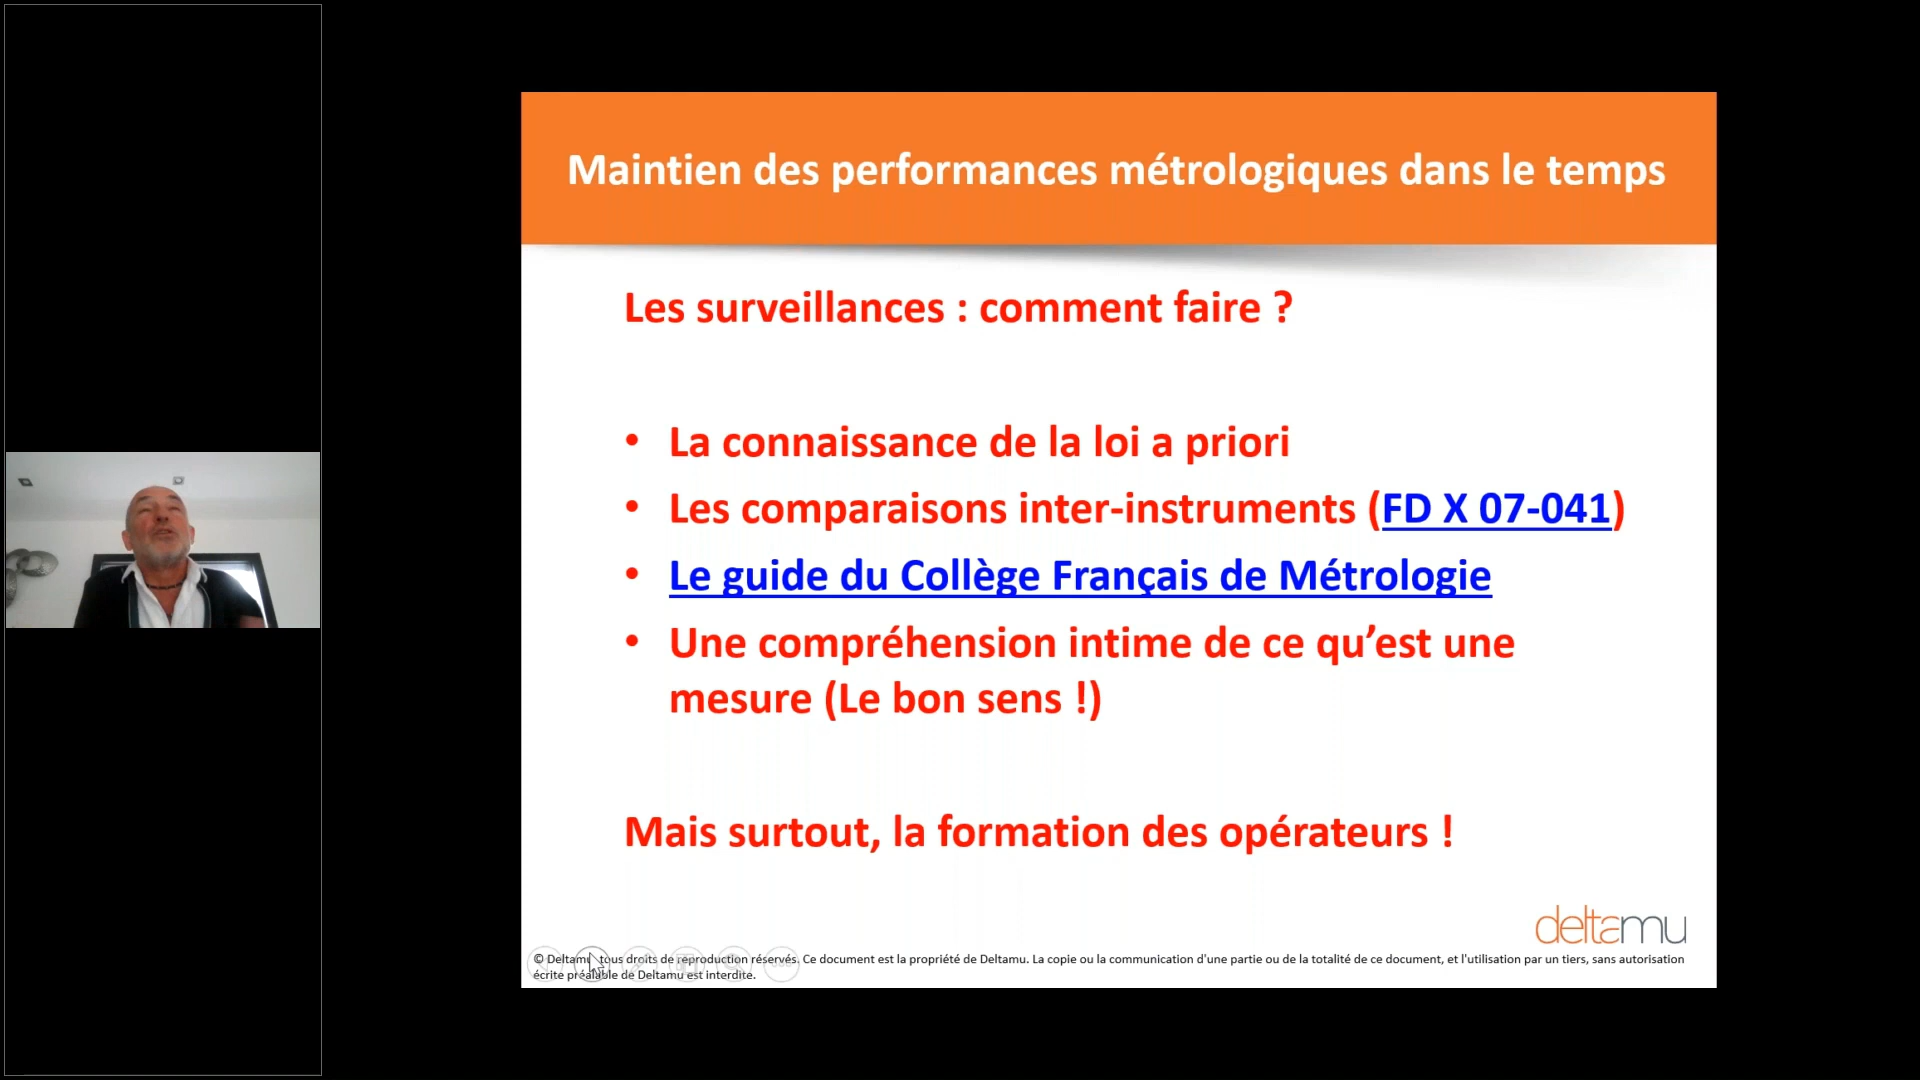 Maintien des performances métrologiques dans le temps
Les surveillances : comment faire ?
• La connaissance de la loi a priori
• Les comparaisons inter-instruments (FD X 07-041)
• Le guide du Collège Français de Métrologie
• Une compréhension intime de ce qu’est une
mesure (Le bon sens !)
Mais surtout, la formation des opérateurs !
deltamu
© Deltamu, tous droits de reproduction réservés. Ce document est la propriété de Deltamu. La copie ou la communication d'une partie ou de la totalité de ce document, et l'utilisation par un tiers, sans autorisation
écrite préalable de Deltamu est interdite.